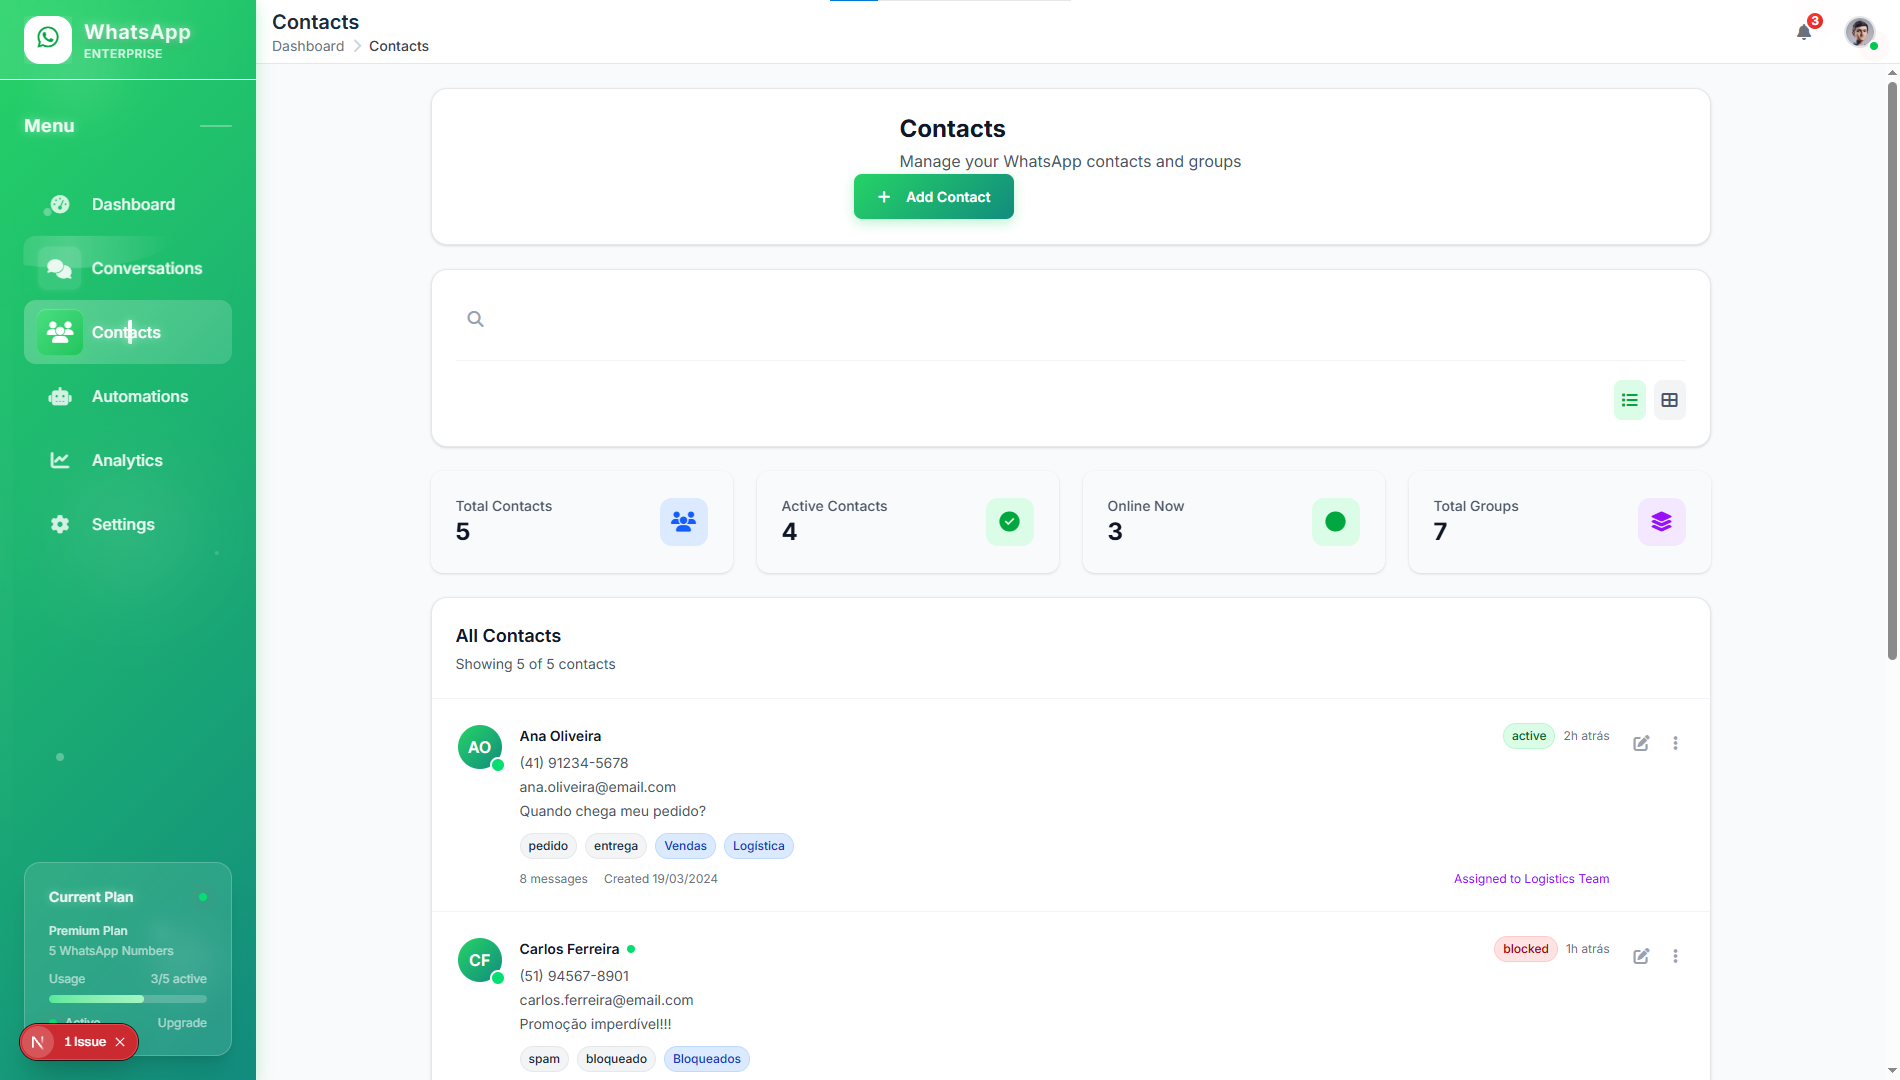 WhatsApp
ENTERPRISE
Menu
Dashboard
Conversations
Contacts
Automations
Analytics
Settings
Current Plan
Premium Plan
5 WhatsApp Numbers
Usage 3/5 active
Active Upgrade
N 1 Issue
Contacts
Dashboard Contacts
3
Contacts
Manage your WhatsApp contacts and groups
+ Add Contact
Total Contacts
5
Active Contacts
4
Online Now
3
Total Groups
7
All Contacts
Showing 5 of 5 contacts
AO
Ana Oliveira
active 2h atrás
(41) 91234-5678
ana.oliveira@email.com
Quando chega meu pedido?
pedido entrega Vendas Logística
8 messages Created 19/03/2024
Assigned to Logistics Team
CF
Carlos Ferreira
blocked 1h atrás
(51) 94567-8901
carlos.ferreira@email.com
Promoção imperdível!!!
spam bloqueado Bloqueados